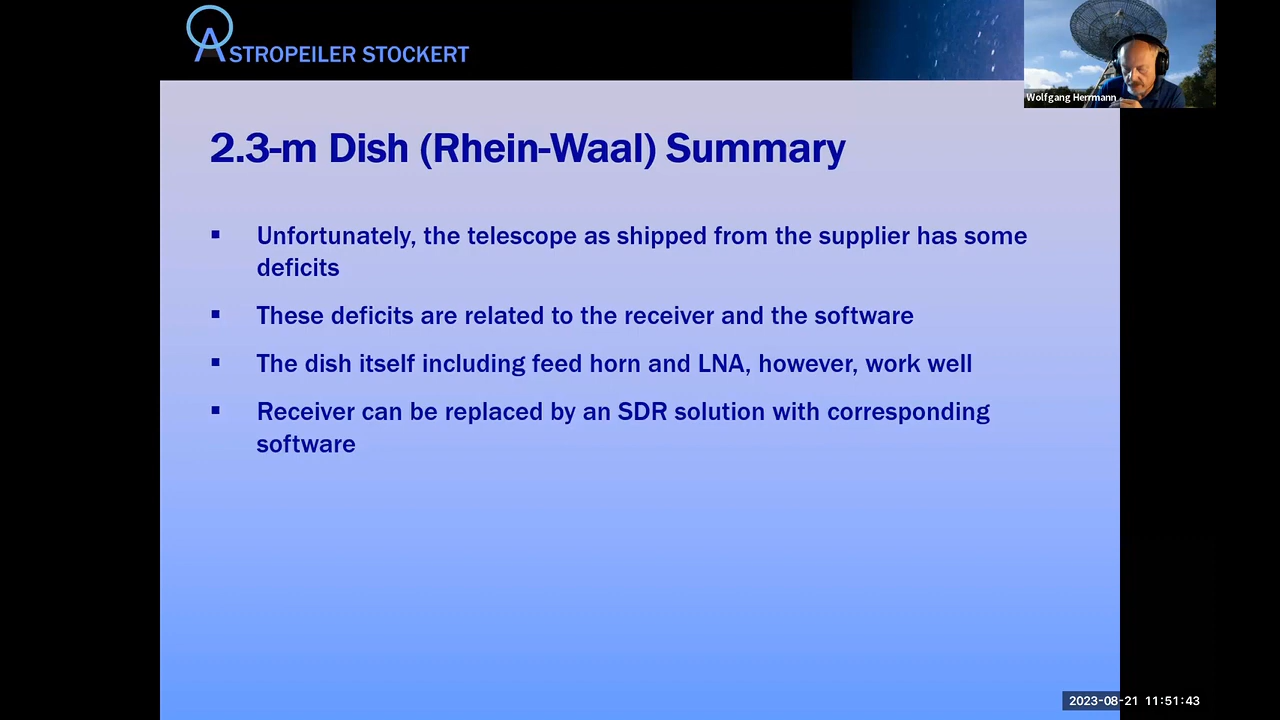 ASTROPEILER STOCKERT
Wolfgang Herrmann
2.3-m Dish (Rhein-Waal) Summary
▪ Unfortunately, the telescope as shipped from the supplier has some
deficits
▪ These deficits are related to the receiver and the software
▪ The dish itself including feed horn and LNA, however, work well
▪ Receiver can be replaced by an SDR solution with corresponding
software
2023-08-21 11:51:43